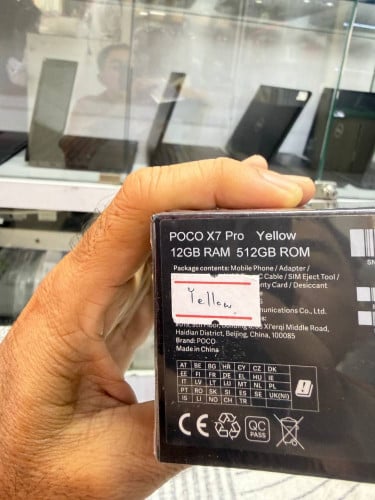 POCO X7 Pro Yellow
12GB RAM 512GB ROM
Package contents: Mobile Phone / Adapter /
Cable / SIM Eject Tool /
Card / Desiccant
Yellow
munications Co., Ltd.
Xi'erqi Middle Road,
Haidian District, Beijing, China, 100085
Brand: POCO
Made in China
AT BE BG HR CY CZ DK
EE FI FR DE EL HU IE
IT LV LT LU MT NL PL
PT RO SK SI ES SE UK(NI)
IS LI NO CH TR
CE
QC
PASS